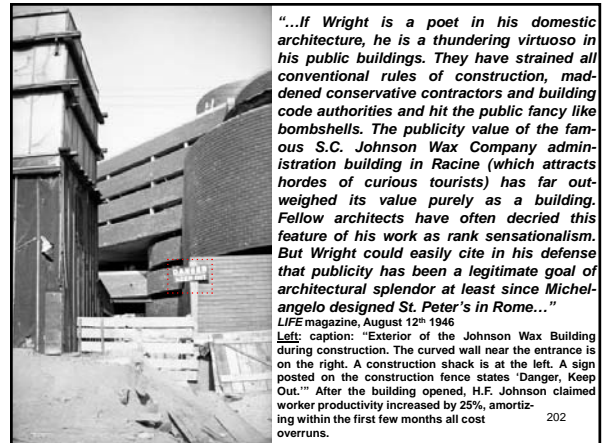 DANGER
KEEP OUT
“…If Wright is a poet in his domestic
architecture, he is a thundering virtuoso in
his public buildings. They have strained all
conventional rules of construction, mad-
dened conservative contractors and building
code authorities and hit the public fancy like
bombshells. The publicity value of the fam-
ous S.C. Johnson Wax Company admin-
istration building in Racine (which attracts
hordes of curious tourists) has far out-
weighed its value purely as a building.
Fellow architects have often decried this
feature of his work as rank sensationalism.
But Wright could easily cite in his defense
that publicity has been a legitimate goal of
architectural splendor at least since Michel-
angelo designed St. Peter’s in Rome…”
LIFE magazine, August 12th 1946
Left: caption: “Exterior of the Johnson Wax Building
during construction. The curved wall near the entrance is
on the right. A construction shack is at the left. A sign
posted on the construction fence states ‘Danger, Keep
Out.’” After the building opened, H.F. Johnson claimed
worker productivity increased by 25%, amortiz-
ing within the first few months all cost
overruns.
202